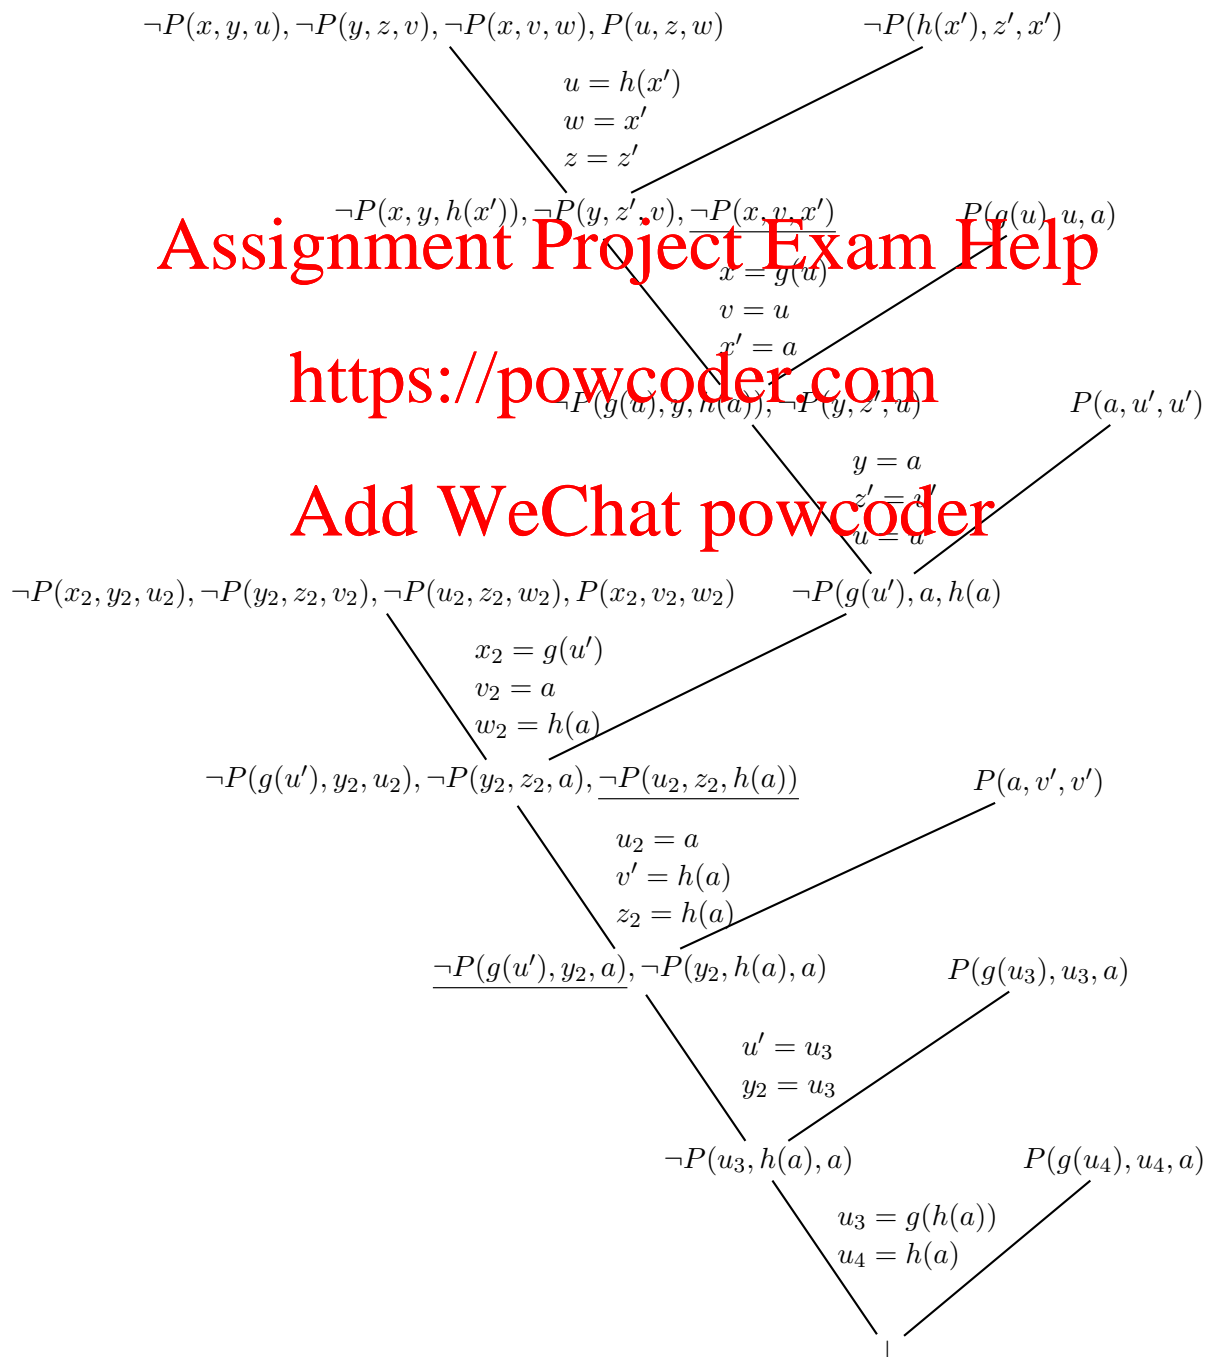 ¬P(x, y, u), ¬P(y, z, v), ¬P(x, v, w), P(u, z, w) ¬P(h(x′), z′, x′)
u = h(x′)
w = x′
z = z′
¬P(x, y, h(x′)), ¬P(y, z′, v), ¬P(x, v, x′) P(g(u), u, a)
Assignment Project Exam Help
x = g(u)
v = u
x′ = a
https://powcoder.com
¬P(g(u), y, h(a)), ¬P(y, z′, u) P(a, u′, u′)
y = a
z′ = u′
Add WeChat powcoder
u = a
¬P(x₂, y₂, u₂), ¬P(y₂, z₂, v₂), ¬P(u₂, z₂, w₂), P(x₂, v₂, w₂) ¬P(g(u′), a, h(a)
x₂ = g(u′)
v₂ = a
w₂ = h(a)
¬P(g(u′), y₂, u₂), ¬P(y₂, z₂, a), ¬P(u₂, z₂, h(a)) P(a, v′, v′)
u₂ = a
v′ = h(a)
z₂ = h(a)
¬P(g(u′), y₂, a), ¬P(y₂, h(a), a) P(g(u₃), u₃, a)
u′ = u₃
y₂ = u₃
¬P(u₃, h(a), a) P(g(u₄), u₄, a)
u₃ = g(h(a))
u₄ = h(a)